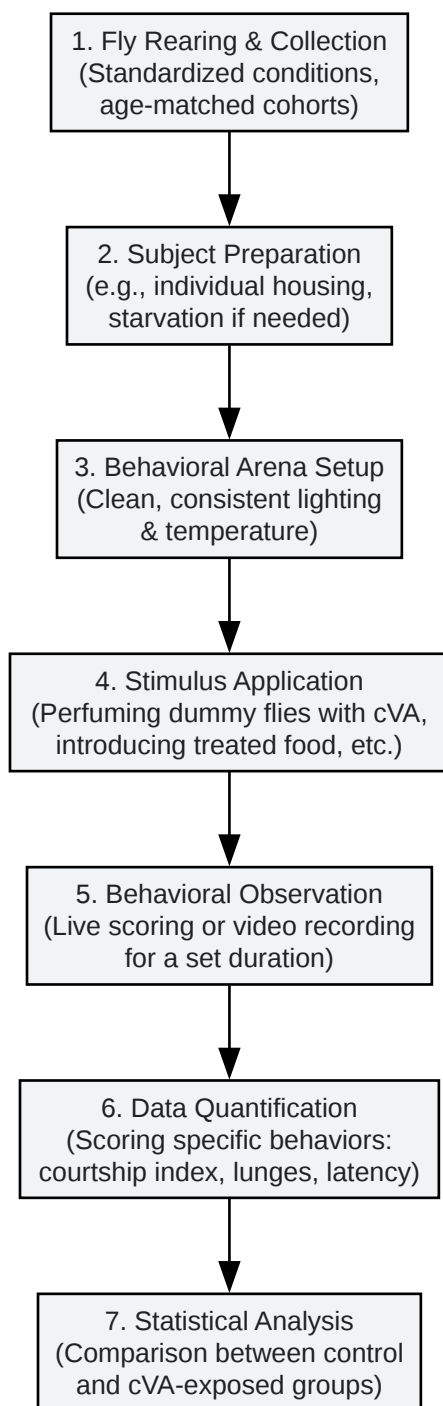 1. Fly Rearing & Collection
(Standardized conditions,
age-matched cohorts)
2. Subject Preparation
(e.g., individual housing,
starvation if needed)
3. Behavioral Arena Setup
(Clean, consistent lighting
& temperature)
4. Stimulus Application
(Perfuming dummy flies with cVA,
introducing treated food, etc.)
5. Behavioral Observation
(Live scoring or video recording
for a set duration)
6. Data Quantification
(Scoring specific behaviors:
courtship index, lunges, latency)
7. Statistical Analysis
(Comparison between control
and cVA-exposed groups)